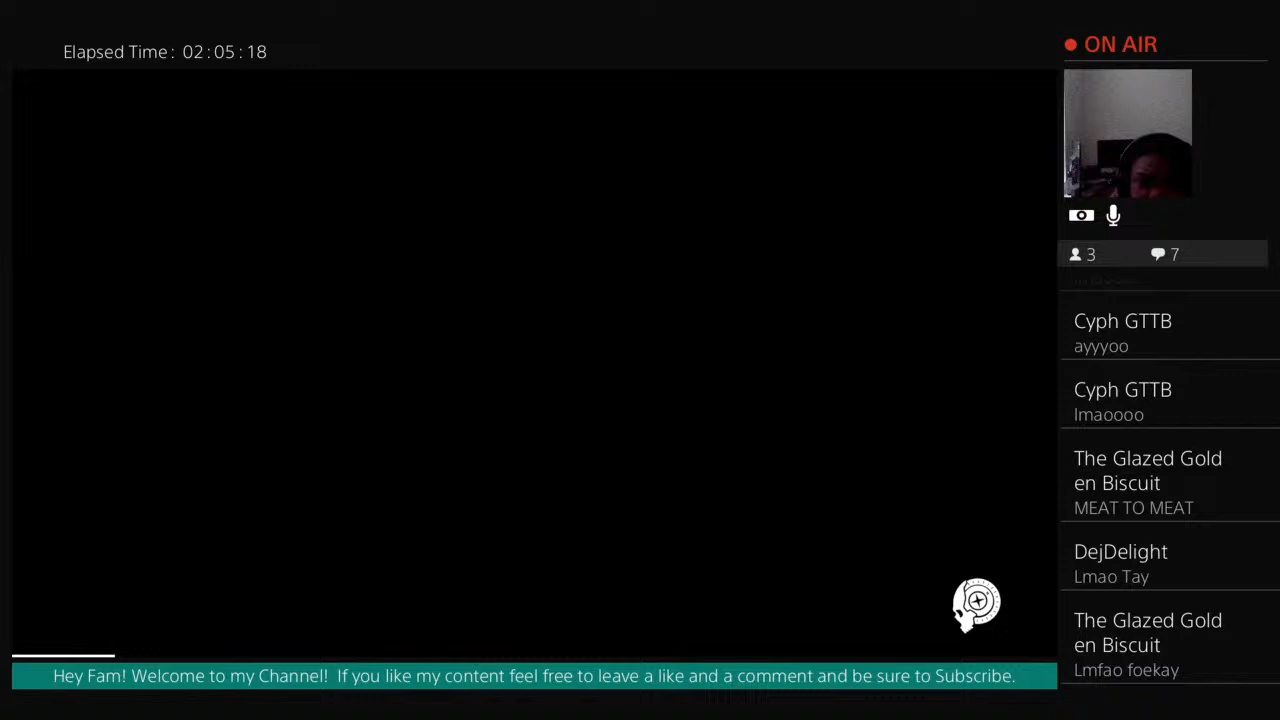 Elapsed Time: 02:05:18
ON AIR
3
7
Cyph GTTB
ayyyoo
Cyph GTTB
lmaoooo
The Glazed Gold
en Biscuit
MEAT TO MEAT
DejDelight
Lmao Tay
The Glazed Gold
en Biscuit
Lmfao foekay
Hey Fam! Welcome to my Channel! If you like my content feel free to leave a like and a comment and be sure to Subscribe.